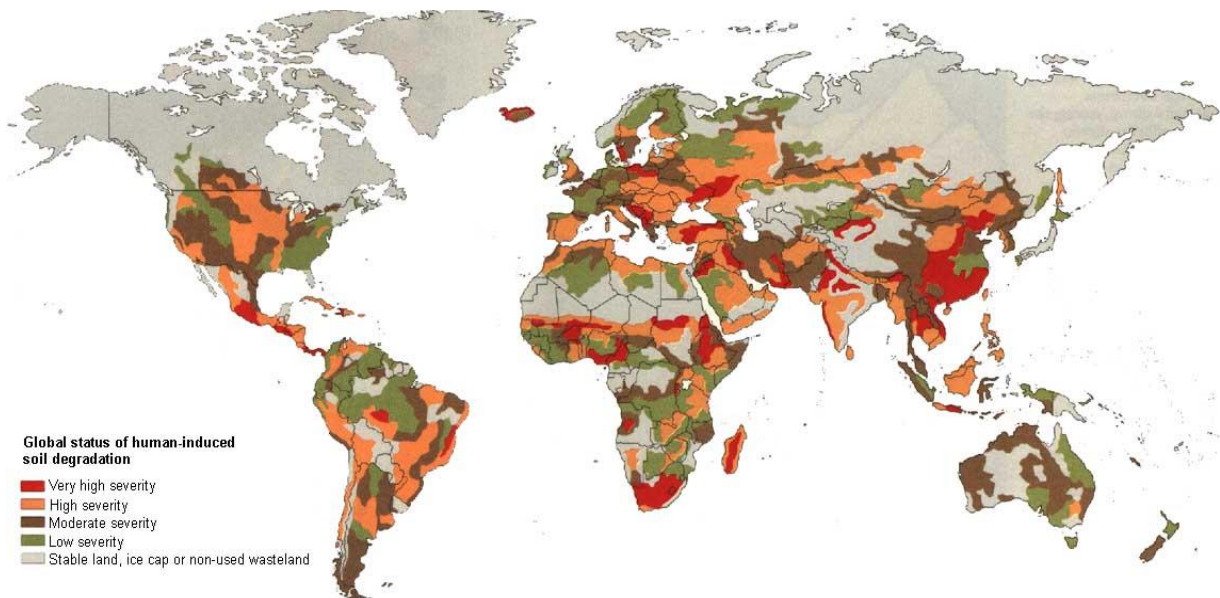 Global status of human-induced
soil degradation
Very high severity
High severity
Moderate severity
Low severity
Stable land, ice cap or non-used wasteland